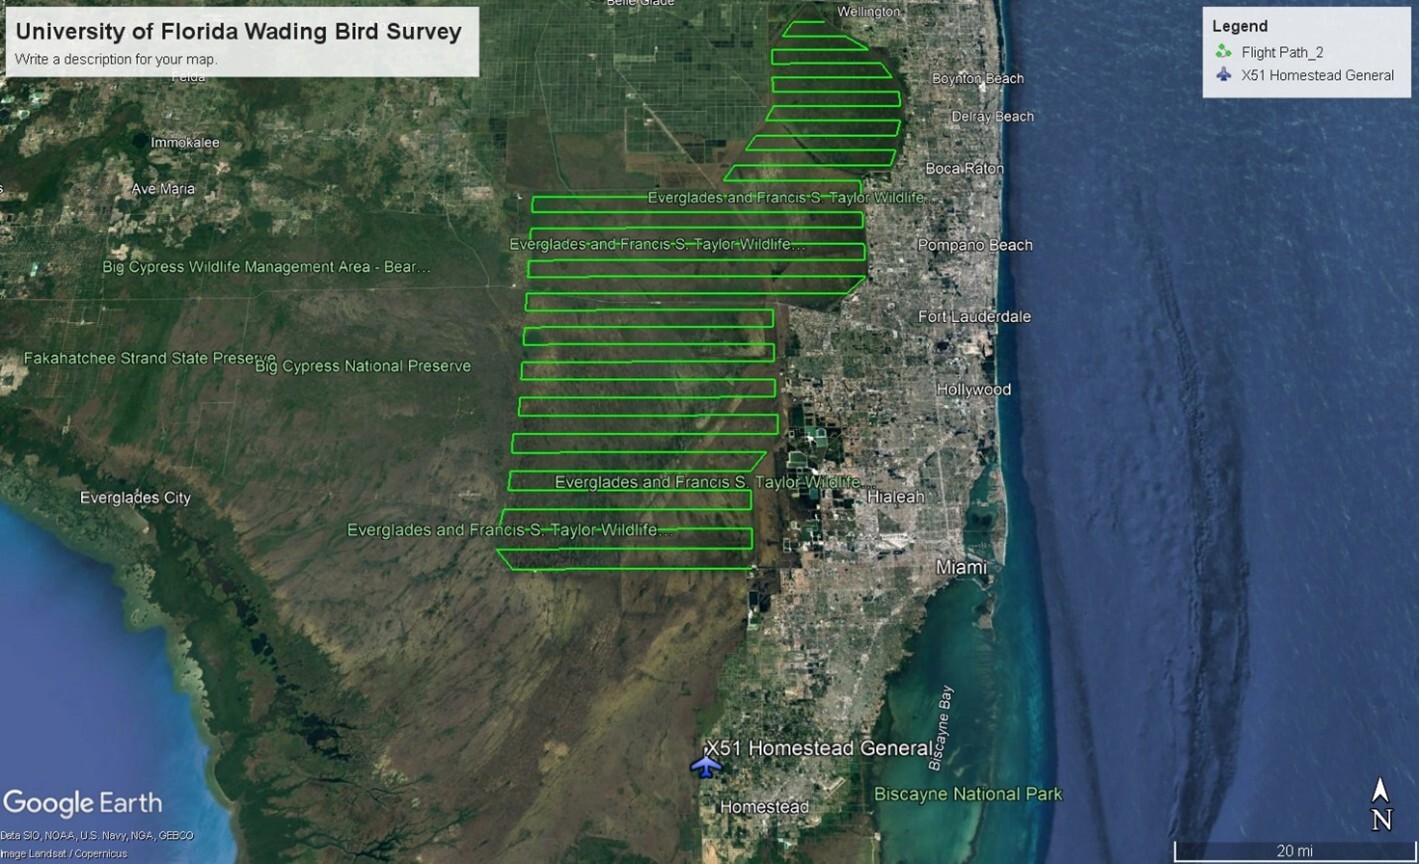 Belle Glade
Wellington
University of Florida Wading Bird Survey
Write a description for your map.
Legend
Flight Path_2
X51 Homestead General
Felda
Boynton Beach
Delray Beach
Immokalee
Boca Raton
Ave Maria
Everglades and Francis S. Taylor Wildlife...
Everglades and Francis S. Taylor Wildlife...
Pompano Beach
Big Cypress Wildlife Management Area - Bear...
Fort Lauderdale
Fakahatchee Strand State Preserve
Big Cypress National Preserve
Hollywood
Everglades and Francis S. Taylor Wildlife...
Hialeah
Everglades City
Everglades and Francis S. Taylor Wildlife...
Miami
Biscayne Bay
X51 Homestead General
Biscayne National Park
Homestead
Google Earth
N
Data SIO, NOAA, U.S. Navy, NGA, GEBCO
Image Landsat / Copernicus
20 mi